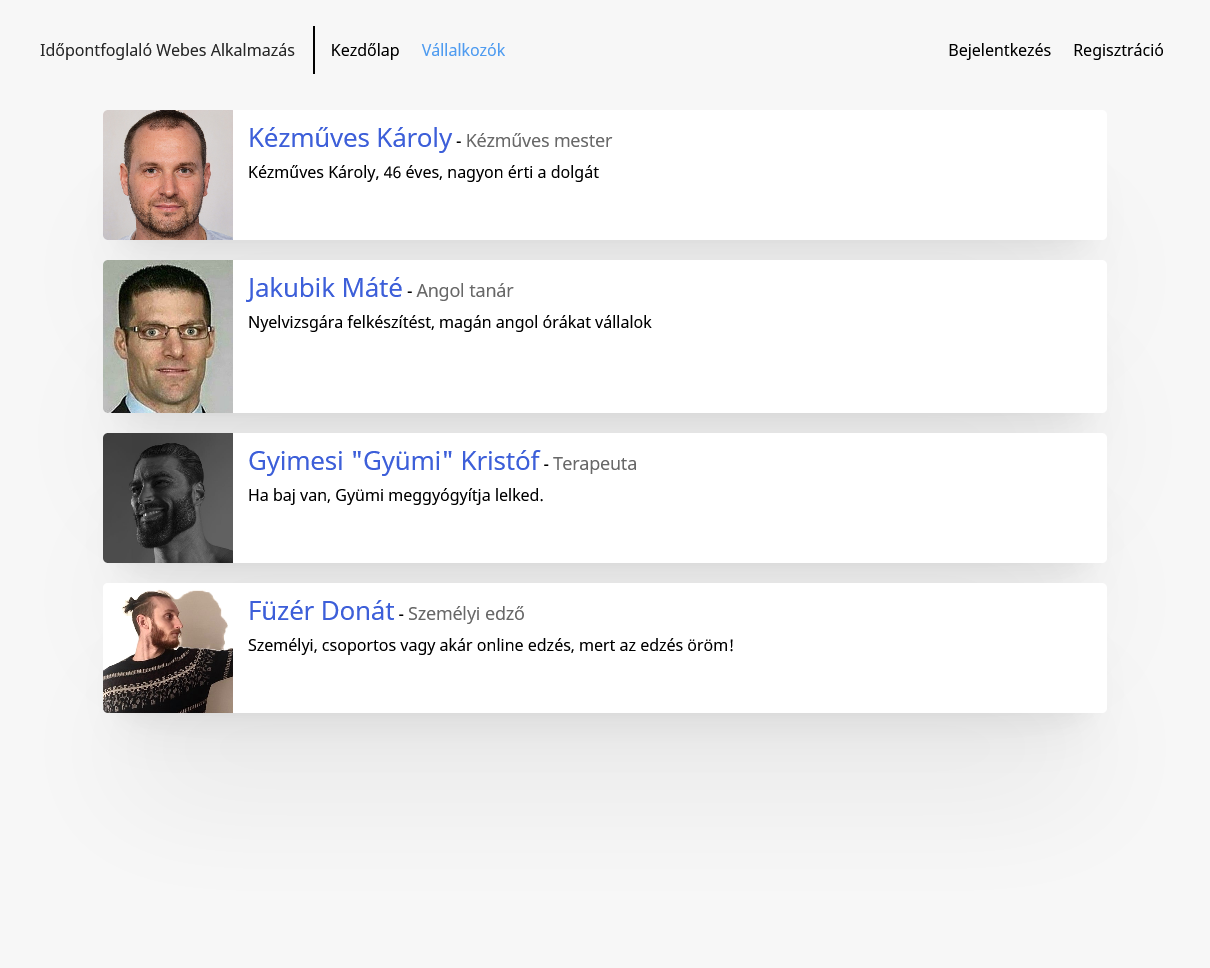 Időpontfoglaló Webes Alkalmazás Kezdőlap Vállalkozók Bejelentkezés Regisztráció
Kézműves Károly - Kézműves mester
Kézműves Károly, 46 éves, nagyon érti a dolgát
Jakubik Máté - Angol tanár
Nyelvizsgára felkészítést, magán angol órákat vállalok
Gyimesi "Gyümi" Kristóf - Terapeuta
Ha baj van, Gyümi meggyógyítja lelked.
Füzér Donát - Személyi edző
Személyi, csoportos vagy akár online edzés, mert az edzés öröm!